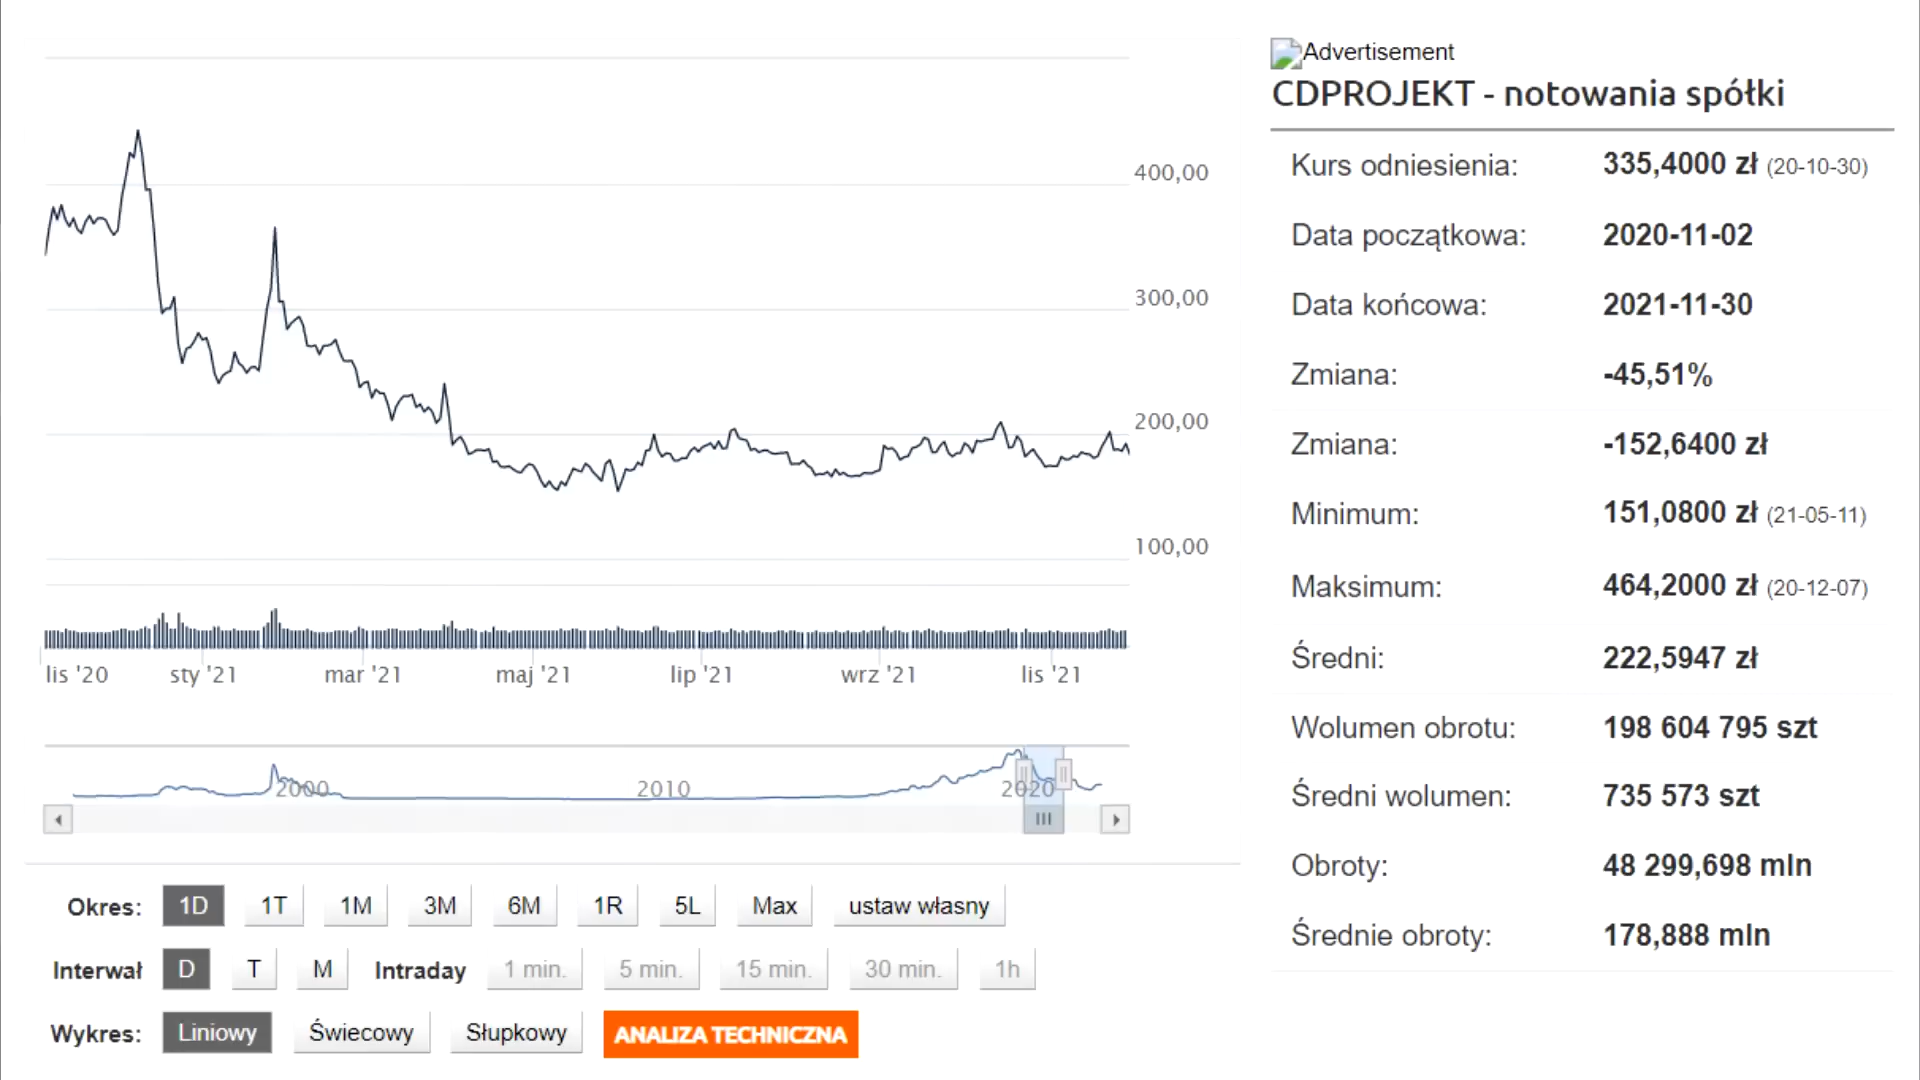 400,00
300,00
200,00
100,00
lis '20 sty '21 mar '21 maj '21 lip '21 wrz '21 lis '21
2000 2010 2020
Okres: 1D 1T 1M 3M 6M 1R 5L Max ustaw własny
Interwał D T M Intraday 1 min. 5 min. 15 min. 30 min. 1h
Wykres: Liniowy Świecowy Słupkowy ANALIZA TECHNICZNA
Advertisement
CDPROJEKT - notowania spółki
Kurs odniesienia: 335,4000 zł (20-10-30)
Data początkowa: 2020-11-02
Data końcowa: 2021-11-30
Zmiana: -45,51%
Zmiana: -152,6400 zł
Minimum: 151,0800 zł (21-05-11)
Maksimum: 464,2000 zł (20-12-07)
Średni: 222,5947 zł
Wolumen obrotu: 198 604 795 szt
Średni wolumen: 735 573 szt
Obroty: 48 299,698 mln
Średnie obroty: 178,888 mln